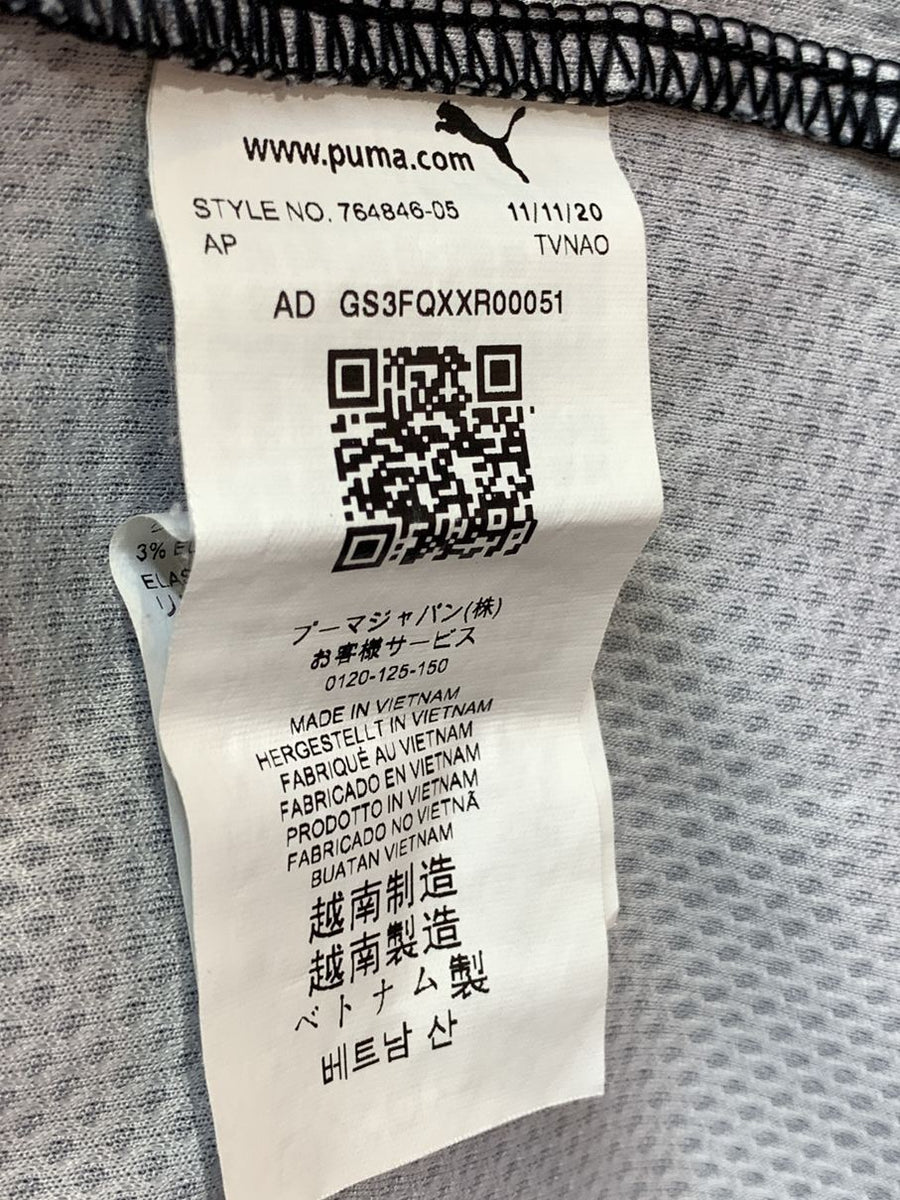 www.puma.com
STYLE NO. 764846-05 11/11/20
AP TVNAO
AD GS3FQXXR00051
3%
プーマジャパン(株)
お客様サービス
0120-125-150
MADE IN VIETNAM
HERGESTELLT IN VIETNAM
FABRIQUÈ AU VIETNAM
FABRICADO EN VIETNAM
PRODOTTO IN VIETNAM
FABRICADO NO VIETNÃ
BUATAN VIETNAM
越南制造
越南製造
ベトナム製
베트남 산